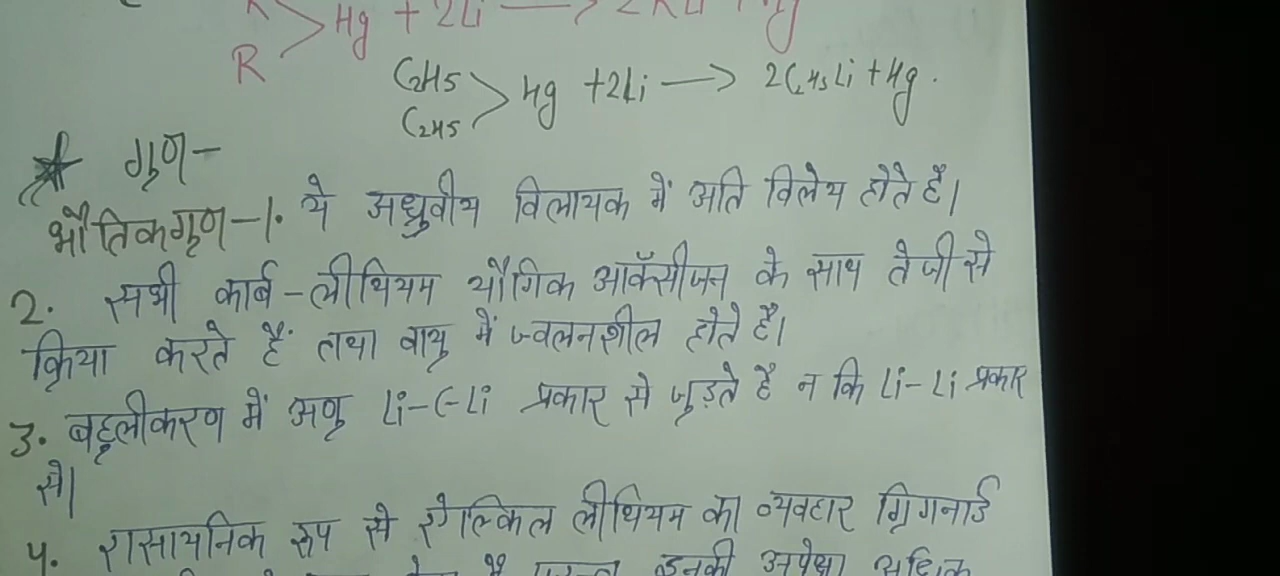 R > Hg + 2Li ⟶
R
C2H5 > Hg + 2Li ⟶ 2C2H5Li + Hg.
C2H5
* गुण-
भौतिकगुण-1. ये अध्रुवीय विलायक में अति विलेय होते हैं।
2. सभी कार्ब-लीथियम यौगिक आॅक्सीजन के साथ तेजी से
क्रिया करते हैं तथा वायु में ज्वलनशील होते हैं।
3. बहुलीकरण में अणु Li-C-Li प्रकार से जुड़ते हैं न कि Li-Li प्रकार
से।
4. रासायनिक रूप से ऐल्किल लीथियम का व्यवहार ग्रिगनार्ड
इनकी अपेक्षा अधिक